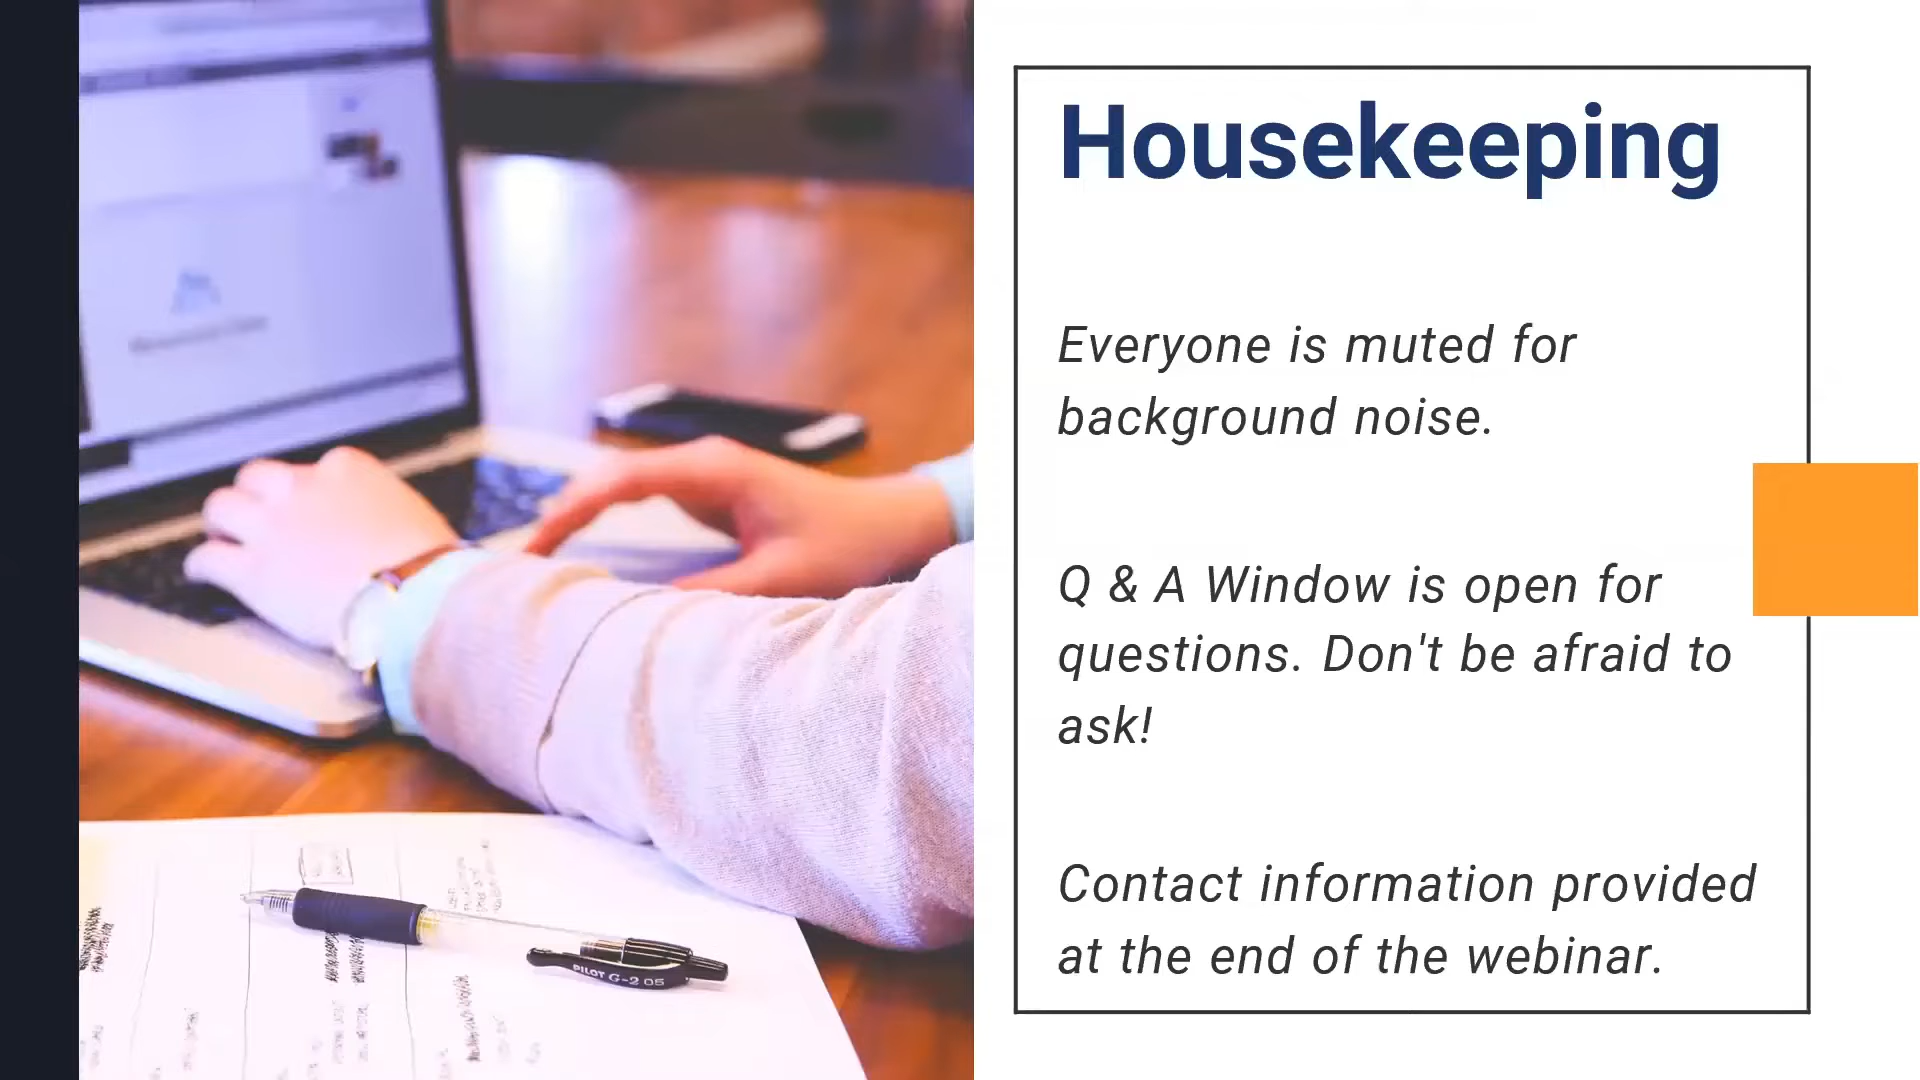 Housekeeping
Everyone is muted for
background noise.
Q & A Window is open for
questions. Don't be afraid to
ask!
Contact information provided
at the end of the webinar.
PILOT G-2 05